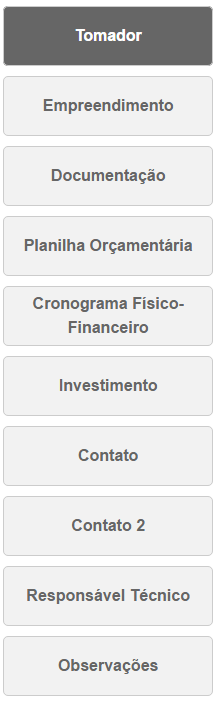 Tomador
Empreendimento
Documentação
Planilha Orçamentária
Cronograma Físico-
Financeiro
Investimento
Contato
Contato 2
Responsável Técnico
Observações